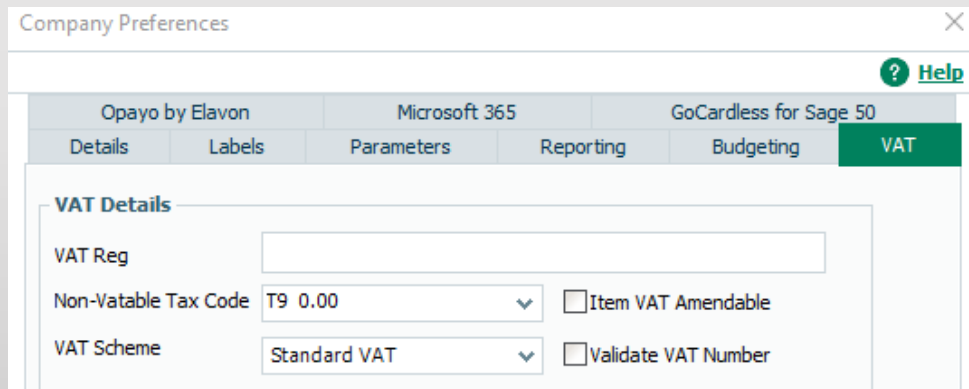 Company Preferences
? Help
Opayo by Elavon Microsoft 365 GoCardless for Sage 50
Details Labels Parameters Reporting Budgeting VAT
VAT Details
VAT Reg
Non-Vatable Tax Code T9 0.00 Item VAT Amendable
VAT Scheme Standard VAT Validate VAT Number